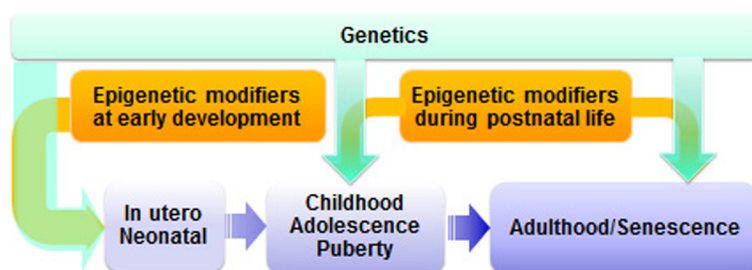 Genetics
Epigenetic modifiers
at early development
Epigenetic modifiers
during postnatal life
In utero
Neonatal
Childhood
Adolescence
Puberty
Adulthood/Senescence